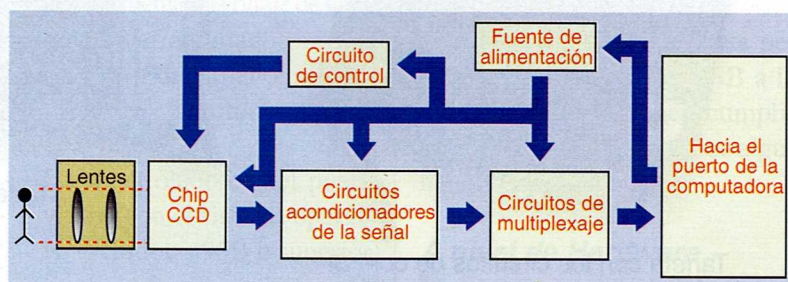 Circuito
de control
Fuente de
alimentación
Lentes
Chip
CCD
Circuitos
acondicionadores
de la señal
Circuitos de
multiplexaje
Hacia el
puerto de la
computadora